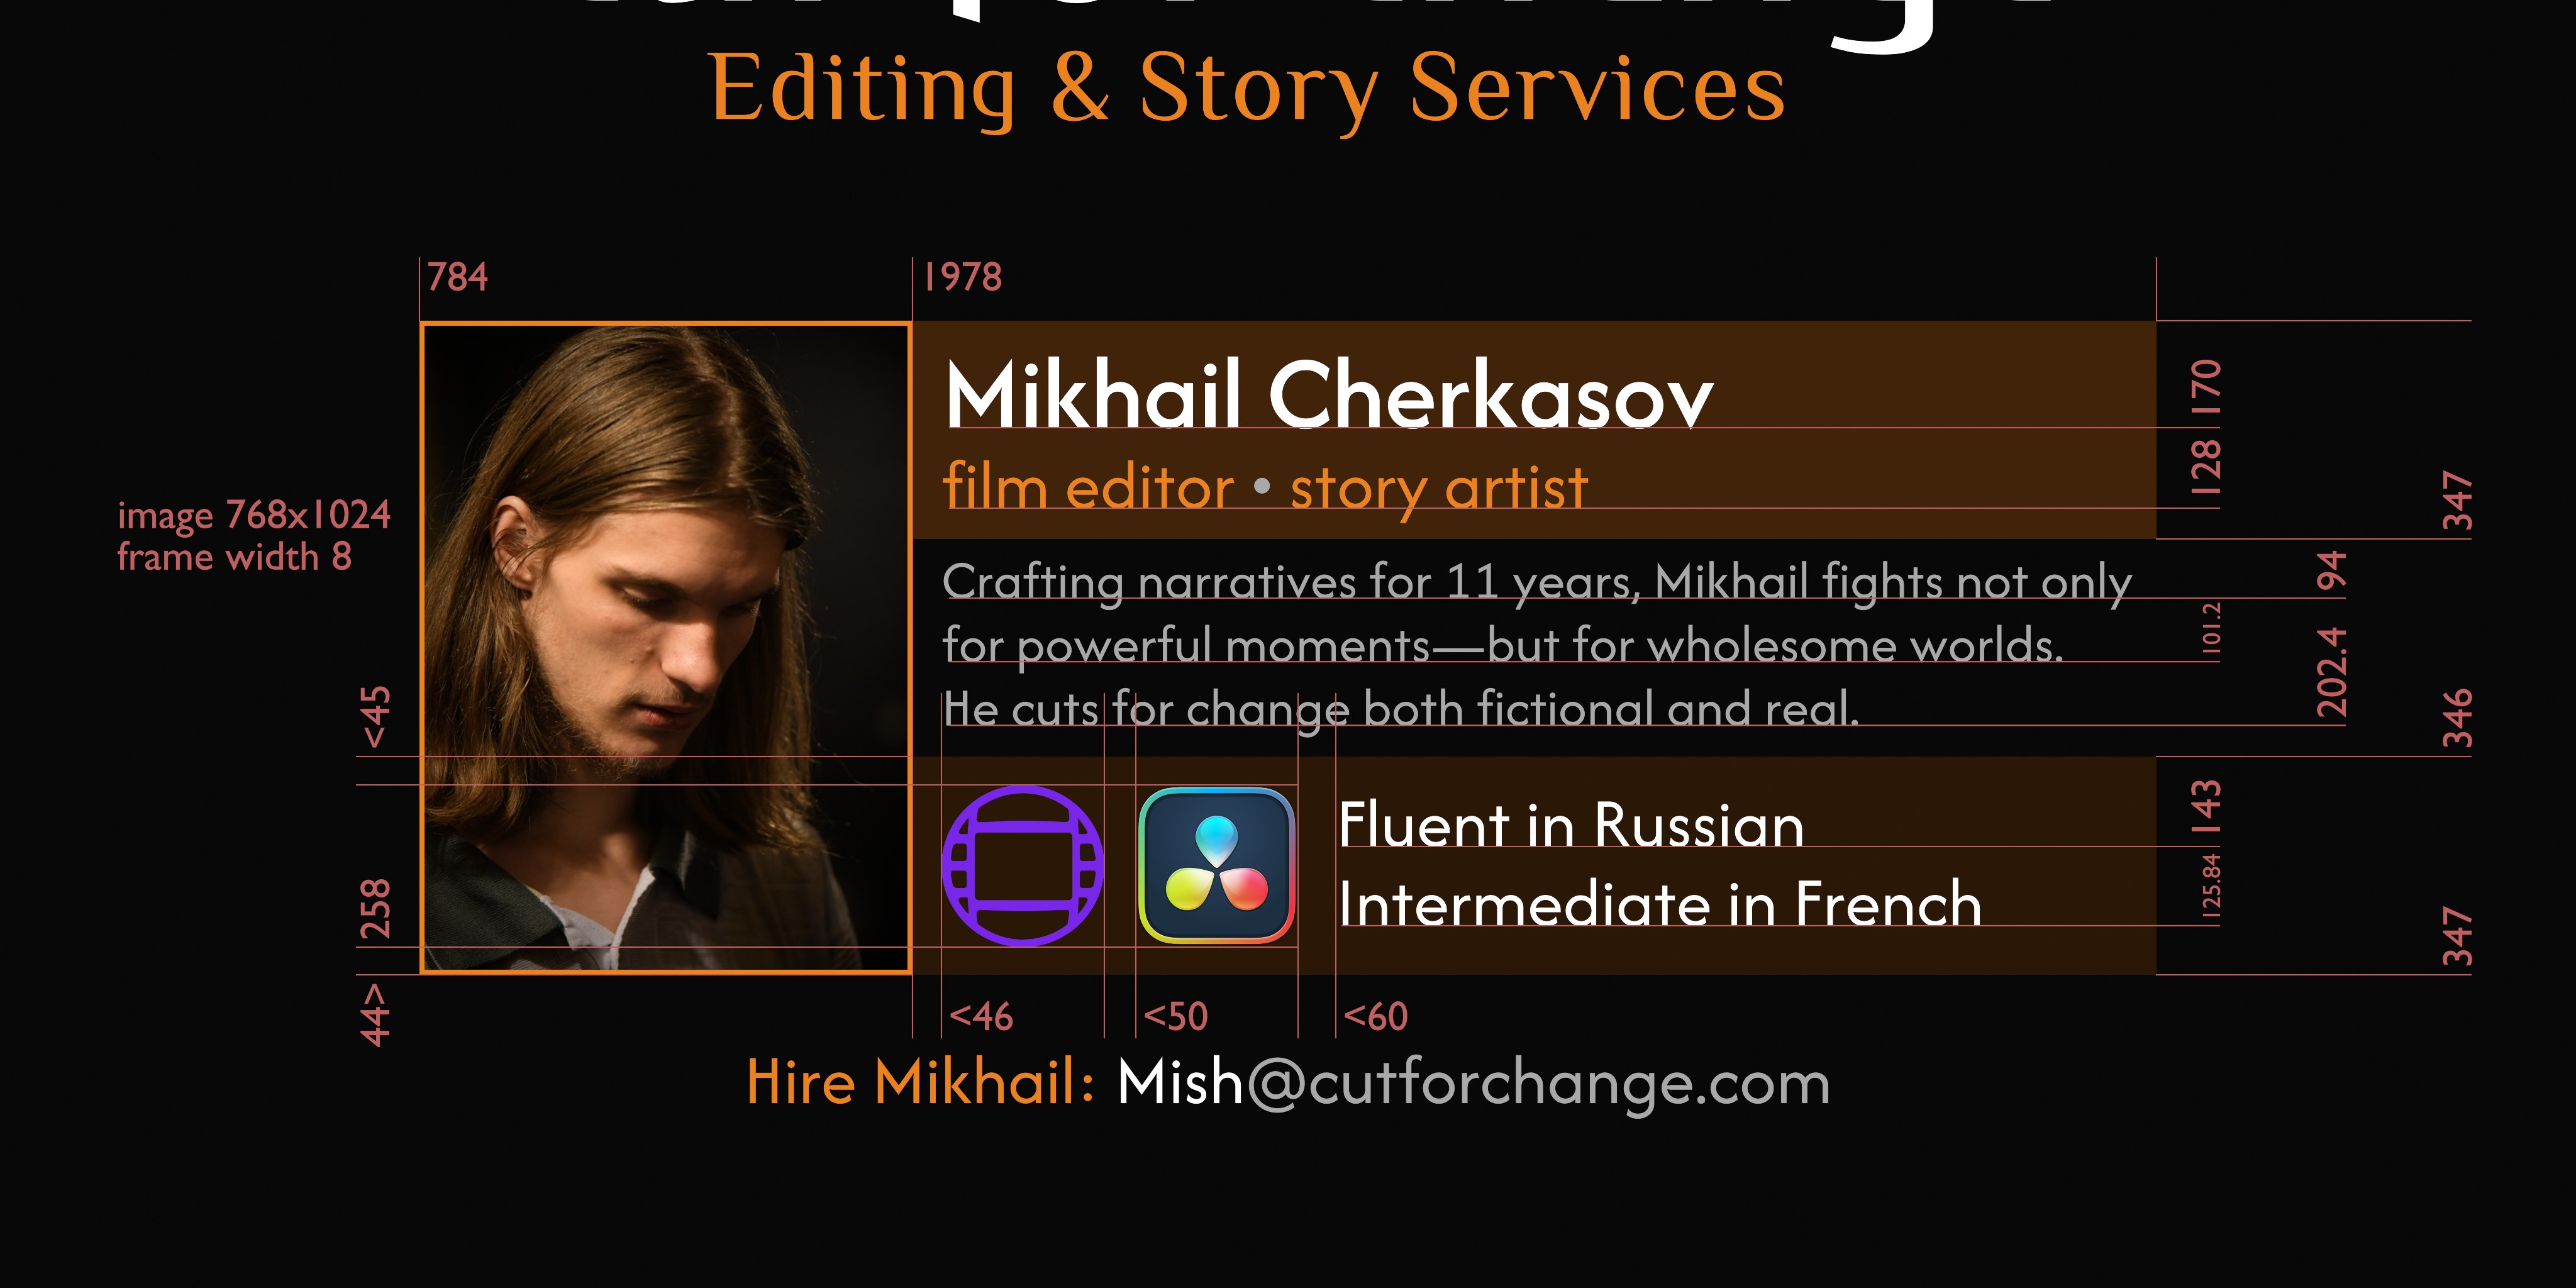 Editing & Story Services
784
1978
Mikhail Cherkasov
170
film editor • story artist
128
347
image 768x1024
frame width 8
Crafting narratives for 11 years, Mikhail fights not only
94
for powerful moments—but for wholesome worlds.
101.2
202.4
He cuts for change both fictional and real.
346
<45
Fluent in Russian
143
Intermediate in French
125.84
258
347
44>
<46
<50
<60
Hire Mikhail: Mish@cutforchange.com